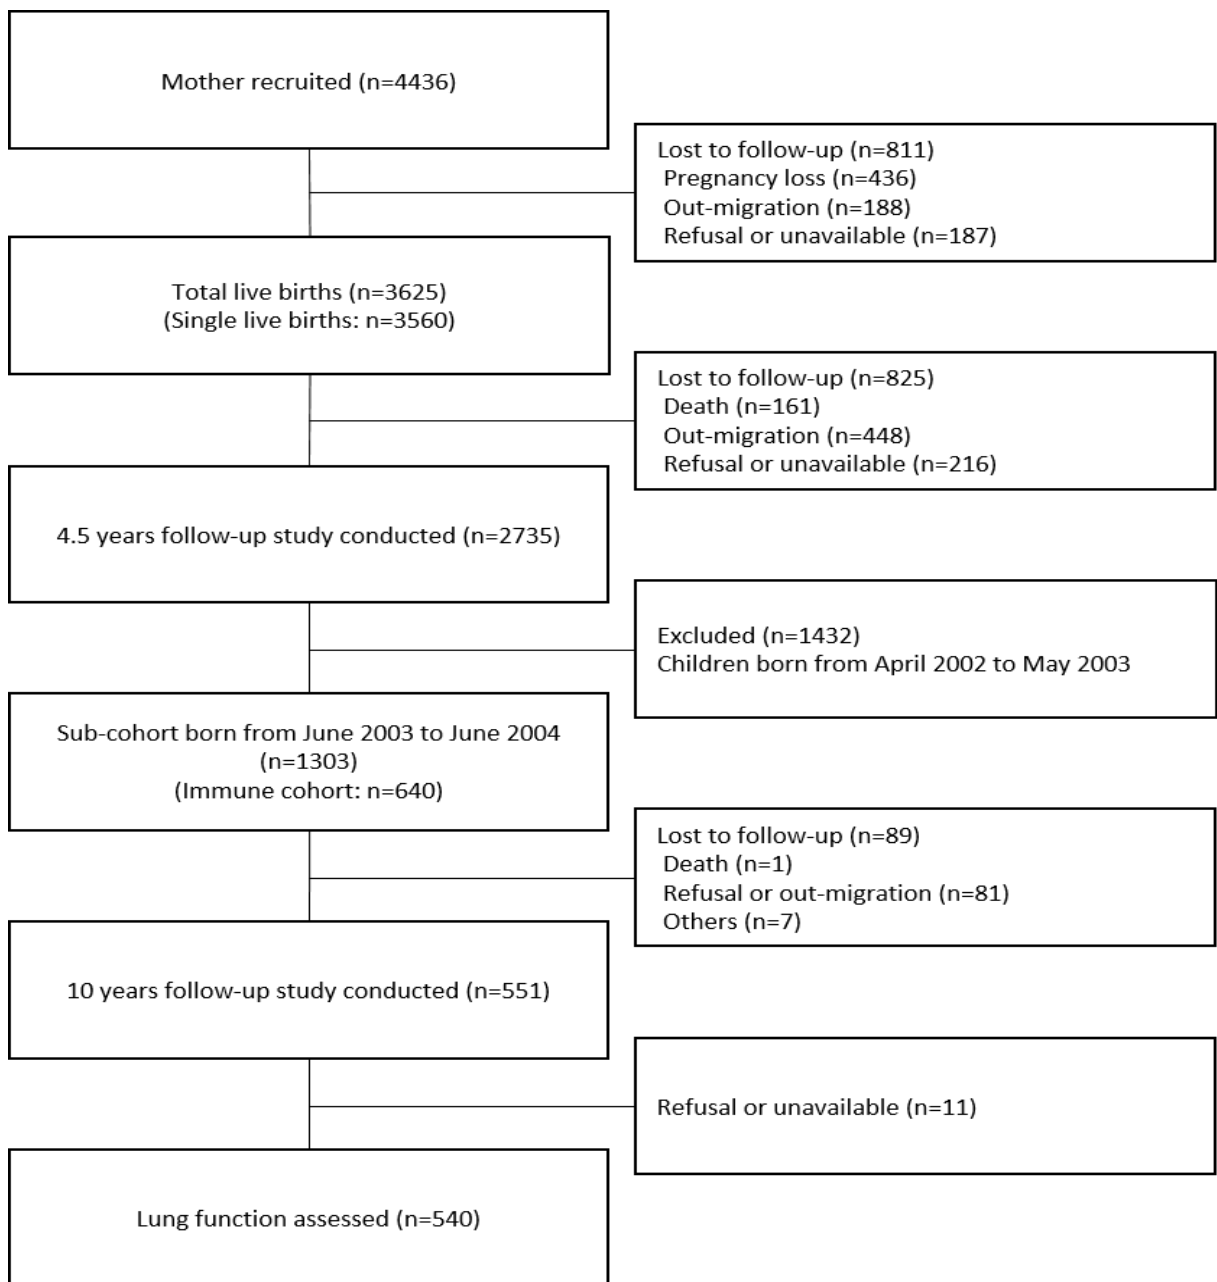 Mother recruited (n=4436)
Lost to follow-up (n=811)
Pregnancy loss (n=436)
Out-migration (n=188)
Refusal or unavailable (n=187)
Total live births (n=3625)
(Single live births: n=3560)
Lost to follow-up (n=825)
Death (n=161)
Out-migration (n=448)
Refusal or unavailable (n=216)
4.5 years follow-up study conducted (n=2735)
Excluded (n=1432)
Children born from April 2002 to May 2003
Sub-cohort born from June 2003 to June 2004
(n=1303)
(Immune cohort: n=640)
Lost to follow-up (n=89)
Death (n=1)
Refusal or out-migration (n=81)
Others (n=7)
10 years follow-up study conducted (n=551)
Refusal or unavailable (n=11)
Lung function assessed (n=540)